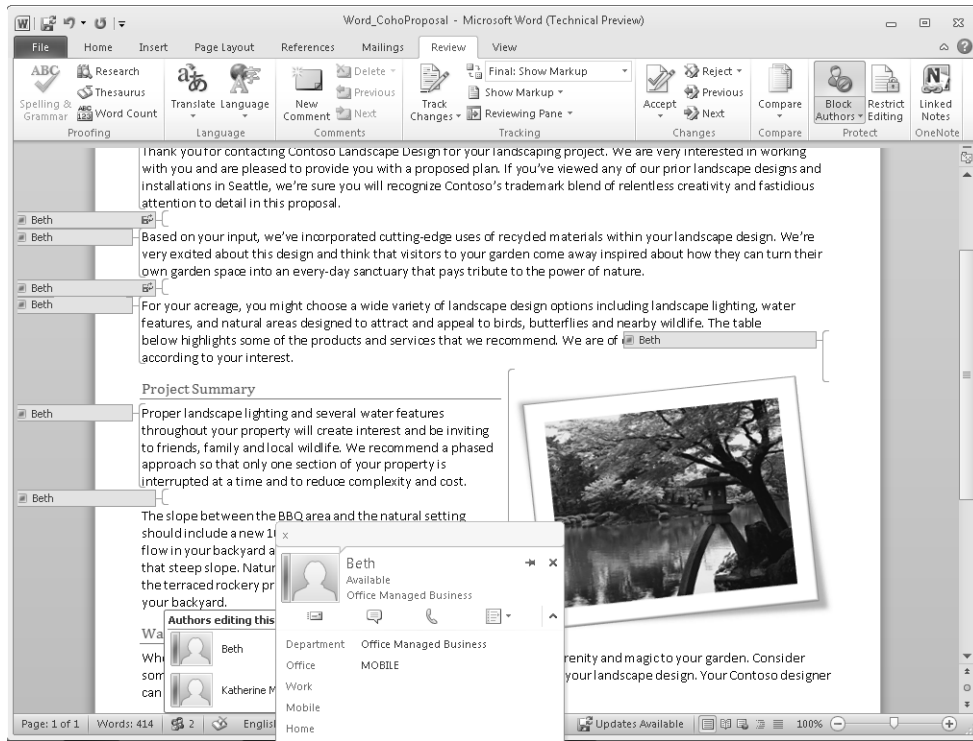 Word_CohoProposal - Microsoft Word (Technical Preview)
File Home Insert Page Layout References Mailings Review View
ABC Research Delete Final: Show Markup Reject
Thesaurus Previous Show Markup Previous
Spelling & Grammar ABC 123 Word Count Translate Language New Comment Next Track Changes Reviewing Pane Accept Next Compare Block Authors Restrict Editing Linked Notes
Proofing Language Comments Tracking Changes Compare Protect OneNote
Thank you for contacting Contoso Landscape Design for your landscaping project. We are very interested in working
with you and are pleased to provide you with a proposed plan. If you've viewed any of our prior landscape designs and
installations in Seattle, we're sure you will recognize Contoso's trademark blend of relentless creativity and fastidious
attention to detail in this proposal.
Beth
Beth
Based on your input, we've incorporated cutting-edge uses of recycled materials within your landscape design. We're
very excited about this design and think that visitors to your garden come away inspired about how they can turn their
own garden space into an every-day sanctuary that pays tribute to the power of nature.
Beth
Beth
For your acreage, you might choose a wide variety of landscape design options including landscape lighting, water
features, and natural areas designed to attract and appeal to birds, butterflies and nearby wildlife. The table
below highlights some of the products and services that we recommend. We are of
Beth
according to your interest.
Project Summary
Beth
Proper landscape lighting and several water features
throughout your property will create interest and be inviting
to friends, family and local wildlife. We recommend a phased
approach so that only one section of your property is
interrupted at a time and to reduce complexity and cost.
Beth
The slope between the BBQ area and the natural setting
should include a new
flow in your backyard
that steep slope.
the terraced rockery
your backyard.
Authors editing this
Beth
Katherine M
can
renity and magic to your garden. Consider
your landscape design. Your Contoso designer
x
Beth
Available
Office Managed Business
Department Office Managed Business
Office MOBILE
Work
Mobile
Home
Page: 1 of 1 Words: 414 2 Englis Updates Available 100%